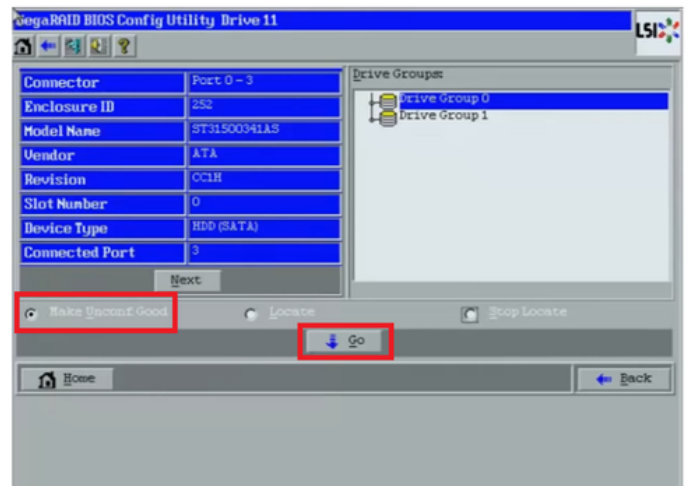 MegaRAID BIOS Config Utility Drive 11
LSI
Connector Port 0 - 3
Enclosure ID 252
Model Name ST31500341AS
Vendor ATA
Revision CC1H
Slot Number 0
Device Type HDD (SATA)
Connected Port 3
Next
Drive Groups:
Drive Group 0
Drive Group 1
Make Unconf Good
Locate
Stop Locate
Go
Home
Back